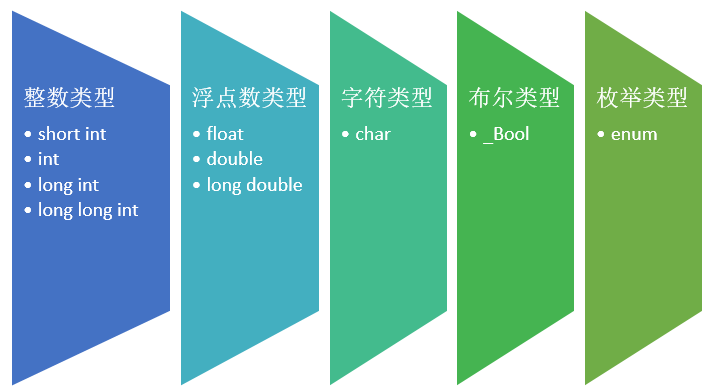 整数类型
• short int
• int
• long int
• long long int
浮点数类型
• float
• double
• long double
字符类型
• char
布尔类型
• _Bool
枚举类型
• enum